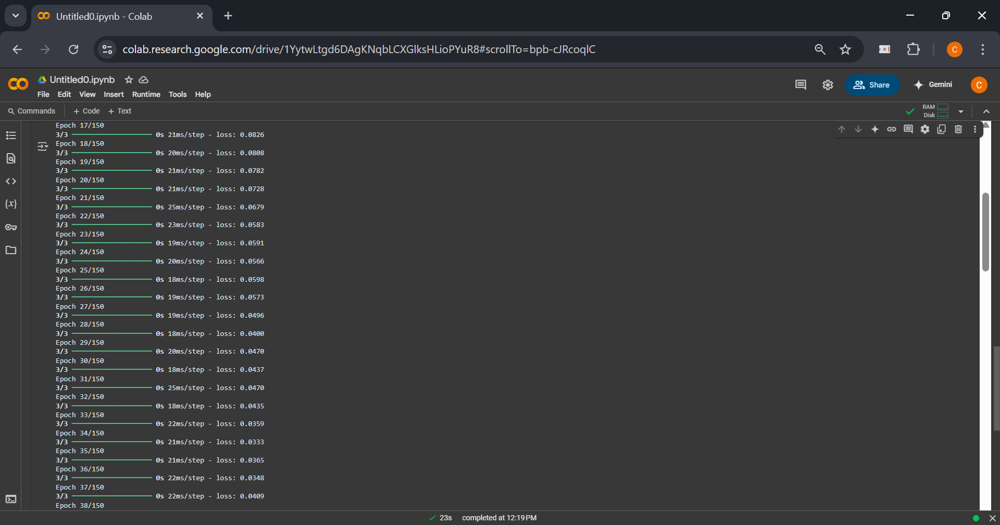 Untitled0.ipynb - Colab
colab.research.google.com/drive/1YytwLtgd6DAgKNqbLCXGlksHLioPYuR8#scrollTo=bpb-cJRcoqlC
C
Untitled0.ipynb
File Edit View Insert Runtime Tools Help
Share
Gemini
C
Commands
+ Code + Text
RAM
Disk
Epoch 17/150
3/3 0s 21ms/step - loss: 0.0826
Epoch 18/150
3/3 0s 20ms/step - loss: 0.0808
Epoch 19/150
3/3 0s 21ms/step - loss: 0.0782
Epoch 20/150
3/3 0s 21ms/step - loss: 0.0728
Epoch 21/150
3/3 0s 25ms/step - loss: 0.0679
Epoch 22/150
3/3 0s 23ms/step - loss: 0.0583
Epoch 23/150
3/3 0s 19ms/step - loss: 0.0591
Epoch 24/150
3/3 0s 20ms/step - loss: 0.0566
Epoch 25/150
3/3 0s 18ms/step - loss: 0.0598
Epoch 26/150
3/3 0s 19ms/step - loss: 0.0573
Epoch 27/150
3/3 0s 19ms/step - loss: 0.0496
Epoch 28/150
3/3 0s 18ms/step - loss: 0.0400
Epoch 29/150
3/3 0s 20ms/step - loss: 0.0470
Epoch 30/150
3/3 0s 18ms/step - loss: 0.0437
Epoch 31/150
3/3 0s 25ms/step - loss: 0.0470
Epoch 32/150
3/3 0s 18ms/step - loss: 0.0435
Epoch 33/150
3/3 0s 22ms/step - loss: 0.0359
Epoch 34/150
3/3 0s 21ms/step - loss: 0.0333
Epoch 35/150
3/3 0s 21ms/step - loss: 0.0365
Epoch 36/150
3/3 0s 22ms/step - loss: 0.0348
Epoch 37/150
3/3 0s 22ms/step - loss: 0.0409
Epoch 38/150
23s completed at 12:19 PM